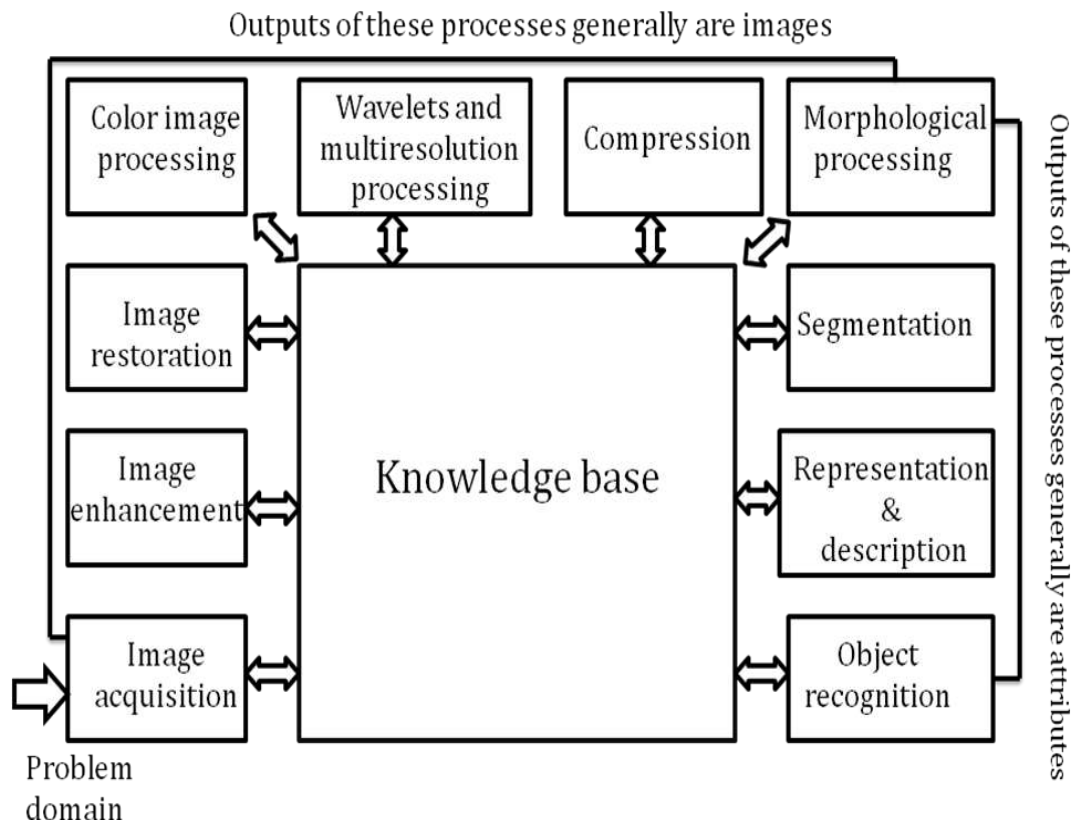 Outputs of these processes generally are images
Color image
processing
Wavelets and
multiresolution
processing
Compression
Morphological
processing
Image
restoration
Segmentation
Image
enhancement
Knowledge base
Representation
&
description
Image
acquisition
Object
recognition
Problem
domain
Outputs of these processes generally are attributes